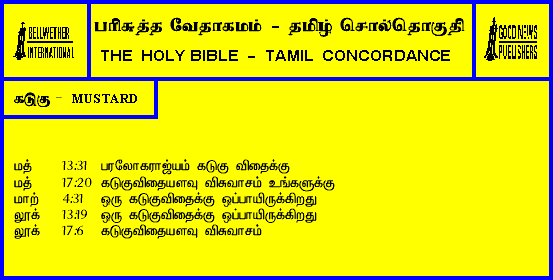 BELLWETHER
INTERNATIONAL
பரிசுத்த வேதாகமம் - தமிழ் சொல்தொகுதி
THE HOLY BIBLE - TAMIL CONCORDANCE
GOOD NEWS
PUBLISHERS
கடுகு - MUSTARD
மத் 13:31 பரலோகராஜ்யம் கடுகு விதைக்கு
மத் 17:20 கடுகுவிதையளவு விசுவாசம் உங்களுக்கு
மாற் 4:31 ஒரு கடுகுவிதைக்கு ஒப்பாயிருக்கிறது
லூக் 13:19 ஒரு கடுகுவிதைக்கு ஒப்பாயிருக்கிறது
லூக் 17:6 கடுகுவிதையளவு விசுவாசம்